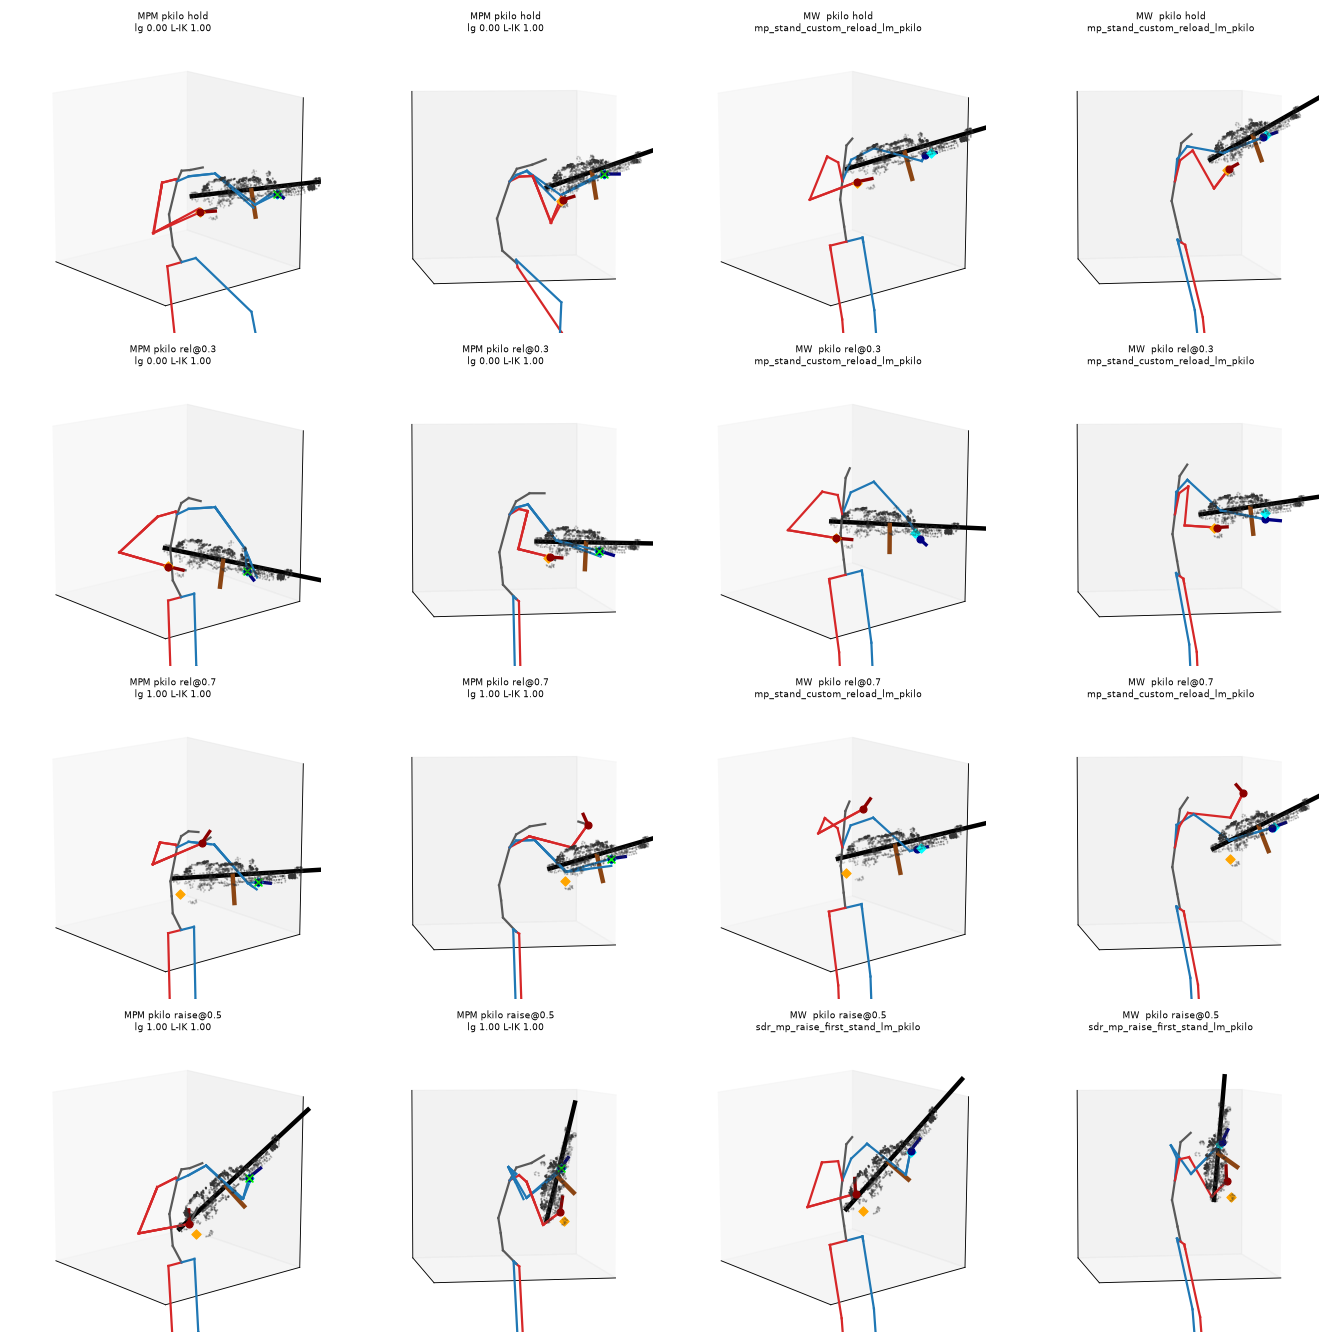 MPM pkilo hold
lg 0.00 L-IK 1.00
MPM pkilo hold
lg 0.00 L-IK 1.00
MW  pkilo hold
mp_stand_custom_reload_lm_pkilo
MW  pkilo hold
mp_stand_custom_reload_lm_pkilo
MPM pkilo rel@0.3
lg 0.00 L-IK 1.00
MPM pkilo rel@0.3
lg 0.00 L-IK 1.00
MW  pkilo rel@0.3
mp_stand_custom_reload_lm_pkilo
MW  pkilo rel@0.3
mp_stand_custom_reload_lm_pkilo
MPM pkilo rel@0.7
lg 1.00 L-IK 1.00
MPM pkilo rel@0.7
lg 1.00 L-IK 1.00
MW  pkilo rel@0.7
mp_stand_custom_reload_lm_pkilo
MW  pkilo rel@0.7
mp_stand_custom_reload_lm_pkilo
MPM pkilo raise@0.5
lg 1.00 L-IK 1.00
MPM pkilo raise@0.5
lg 1.00 L-IK 1.00
MW  pkilo raise@0.5
sdr_mp_raise_first_stand_lm_pkilo
MW  pkilo raise@0.5
sdr_mp_raise_first_stand_lm_pkilo